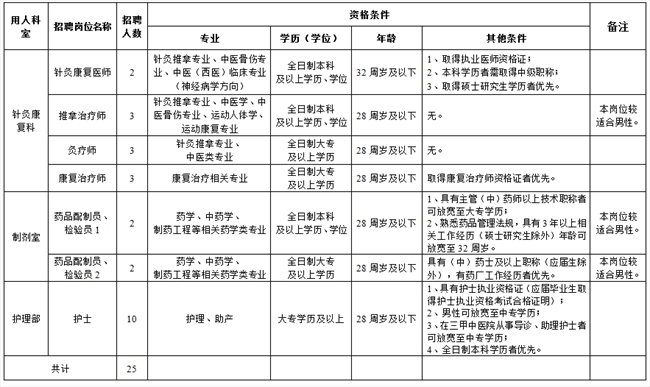 用人科室 招聘岗位名称 招聘人数 资格条件 备注
专业 学历（学位） 年龄 其他条件
针灸康复科
针灸康复医师 2
针灸推拿专业、中医骨伤专业、中医（西医）临床专业（神经病学方向）
全日制本科
及以上学历、学位
32 周岁及以下
1、取得执业医师资格证；
2、本科学历者需取得中级职称；
3、取得硕士研究生学历者优先。
推拿治疗师 3
针灸推拿专业、中医学、中医骨伤专业、运动人体学、运动康复专业
全日制本科
及以上学历、学位
28 周岁及以下
无。
本岗位较适合男性。
灸疗师 3
针灸推拿专业、
中医类专业
全日制大专
及以上学历
28 周岁及以下
无。
康复治疗师 3
康复治疗相关专业
全日制大专
及以上学历
28 周岁及以下
取得康复治疗师资格证者优先。
制剂室
药品配制员、
检验员 1
2
药学、中药学、
制药工程等相关药学类专业
全日制本科
及以上学历、学位
28 周岁及以下
1、具有主管（中）药师以上技术职称者
可放宽至大专学历；
2、熟悉药品管理法规，具有 3 年以上相
关工作经历（硕士研究生除外）年龄可
放宽至 32 周岁。
本岗位较适合男性。
药品配制员、
检验员 2
2
药学、中药学、
制药工程等相关药学类专业
全日制大专
及以上学历
28 周岁及以下
具有（中）药士及以上职称（应届生除
外），有药厂工作经历者优先。
本岗位较适合男性。
护理部
护士 10
护理、助产
大专学历及以上
28 周岁及以下
1、具有护士执业资格证（应届毕业生取
得护士执业资格考试合格证明）；
2、男性可放宽至中专学历；
3、在三甲中医院从事导诊、助理护士者
可放宽至中专学历；
4、全日制本科学历者优先。
共计 25